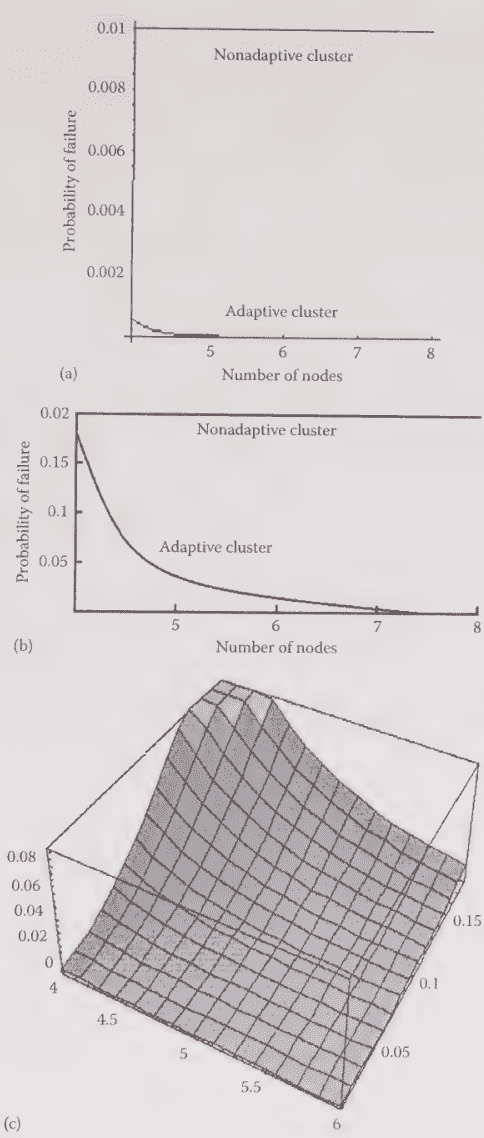 0.01
Nonadaptive cluster
0.008
0.006
0.004
0.002
Probability of failure
Adaptive cluster
5 6 7 8
(a)
Number of nodes
0.02
Nonadaptive cluster
0.15
0.1
0.05
Probability of failure
Adaptive cluster
5 6 7 8
(b)
Number of nodes
0.08
0.06
0.04
0.02
0
4
4.5
5
5.5
6
0.05
0.1
0.15
(c)